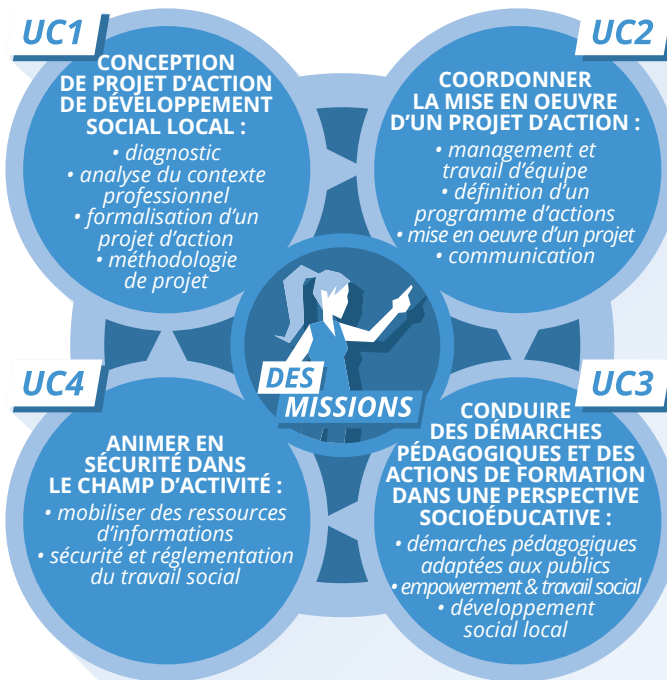 UC1
CONCEPTION
DE PROJET D'ACTION
DE DÉVELOPPEMENT
SOCIAL LOCAL :
• diagnostic
• analyse du contexte
professionnel
• formalisation d'un
projet d'action
• méthodologie
de projet
UC2
COORDONNER
LA MISE EN OEUVRE
D'UN PROJET D'ACTION :
• management et
travail d'équipe
• définition d'un
programme d'actions
• mise en oeuvre d'un projet
• communication
DES
MISSIONS
UC4
ANIMER EN
SÉCURITÉ DANS
LE CHAMP D'ACTIVITÉ :
• mobiliser des ressources
d'informations
• sécurité et réglementation
du travail social
UC3
CONDUIRE
DES DÉMARCHES
PÉDAGOGIQUES ET DES
ACTIONS DE FORMATION
DANS UNE PERSPECTIVE
SOCIOÉDUCATIVE :
• démarches pédagogiques
adaptées aux publics
• empowerment & travail social
• développement
social local